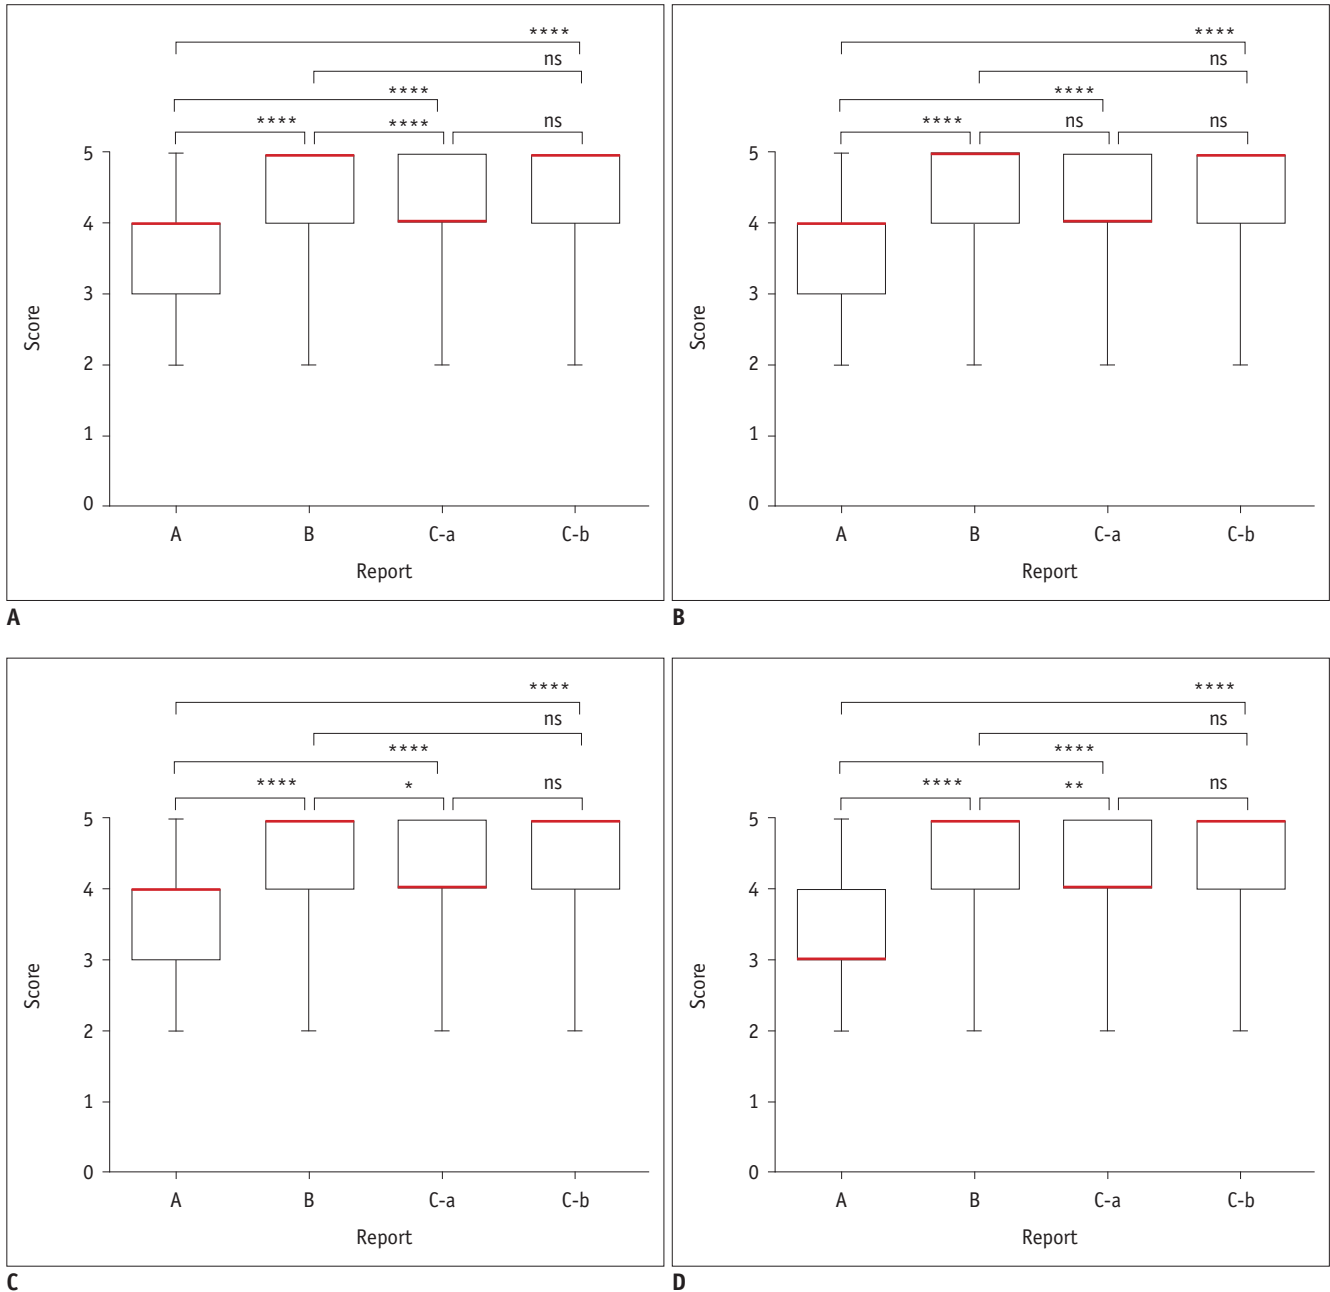 ****
ns
****
**** **** ns
5
4
3
2
1
0
Score
A B C-a C-b
Report
A
****
ns
****
**** ns ns
5
4
3
2
1
0
Score
A B C-a C-b
Report
B
****
ns
****
**** * ns
5
4
3
2
1
0
Score
A B C-a C-b
Report
C
****
ns
****
**** ** ns
5
4
3
2
1
0
Score
A B C-a C-b
Report
D